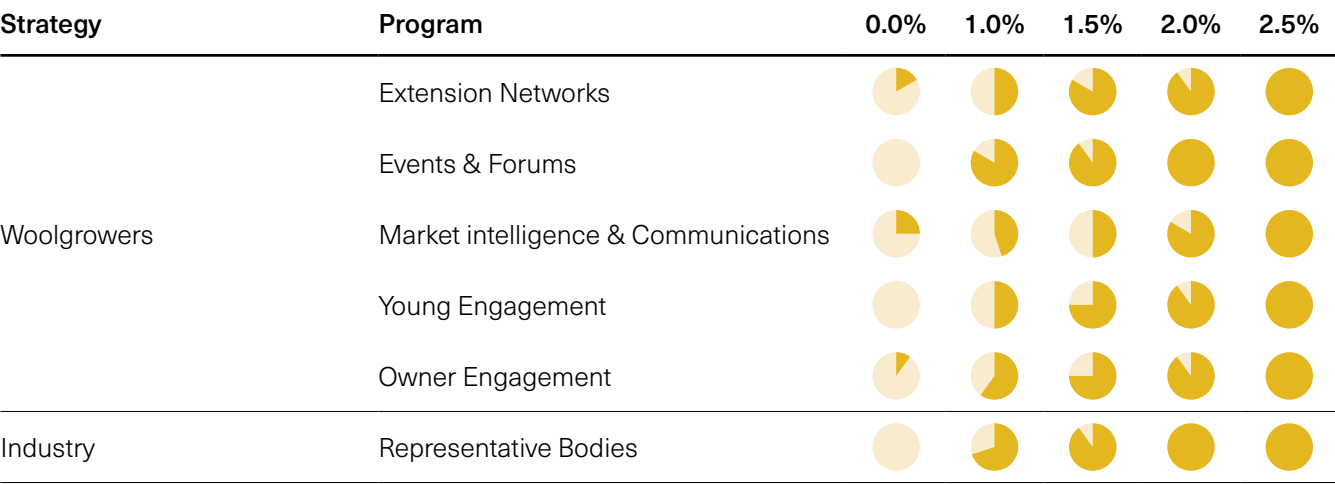 Strategy Program 0.0% 1.0% 1.5% 2.0% 2.5%
Extension Networks
Events & Forums
Woolgrowers Market intelligence & Communications
Young Engagement
Owner Engagement
Industry Representative Bodies